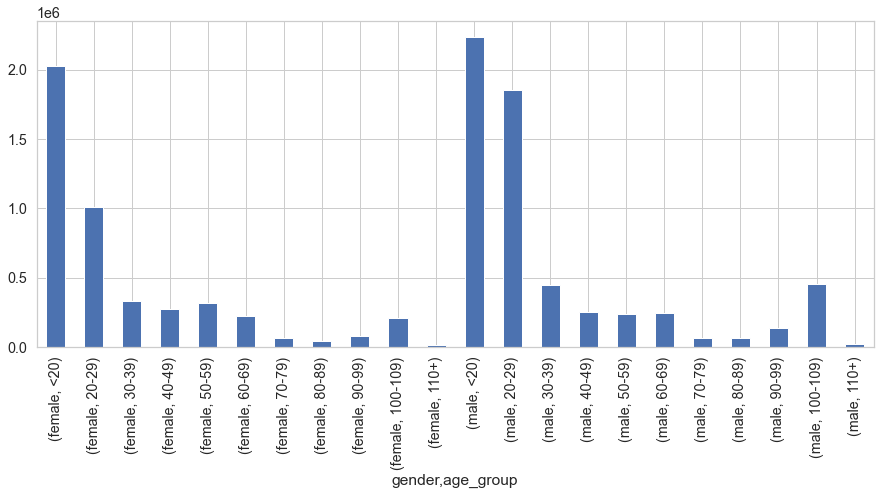 1e6
2.0
1.5
1.0
0.5
0.0
(female, <20)
(female, 20-29)
(female, 30-39)
(female, 40-49)
(female, 50-59)
(female, 60-69)
(female, 70-79)
(female, 80-89)
(female, 90-99)
(female, 100-109)
(female, 110+)
(male, <20)
(male, 20-29)
(male, 30-39)
(male, 40-49)
(male, 50-59)
(male, 60-69)
(male, 70-79)
(male, 80-89)
(male, 90-99)
(male, 100-109)
(male, 110+)
gender,age_group